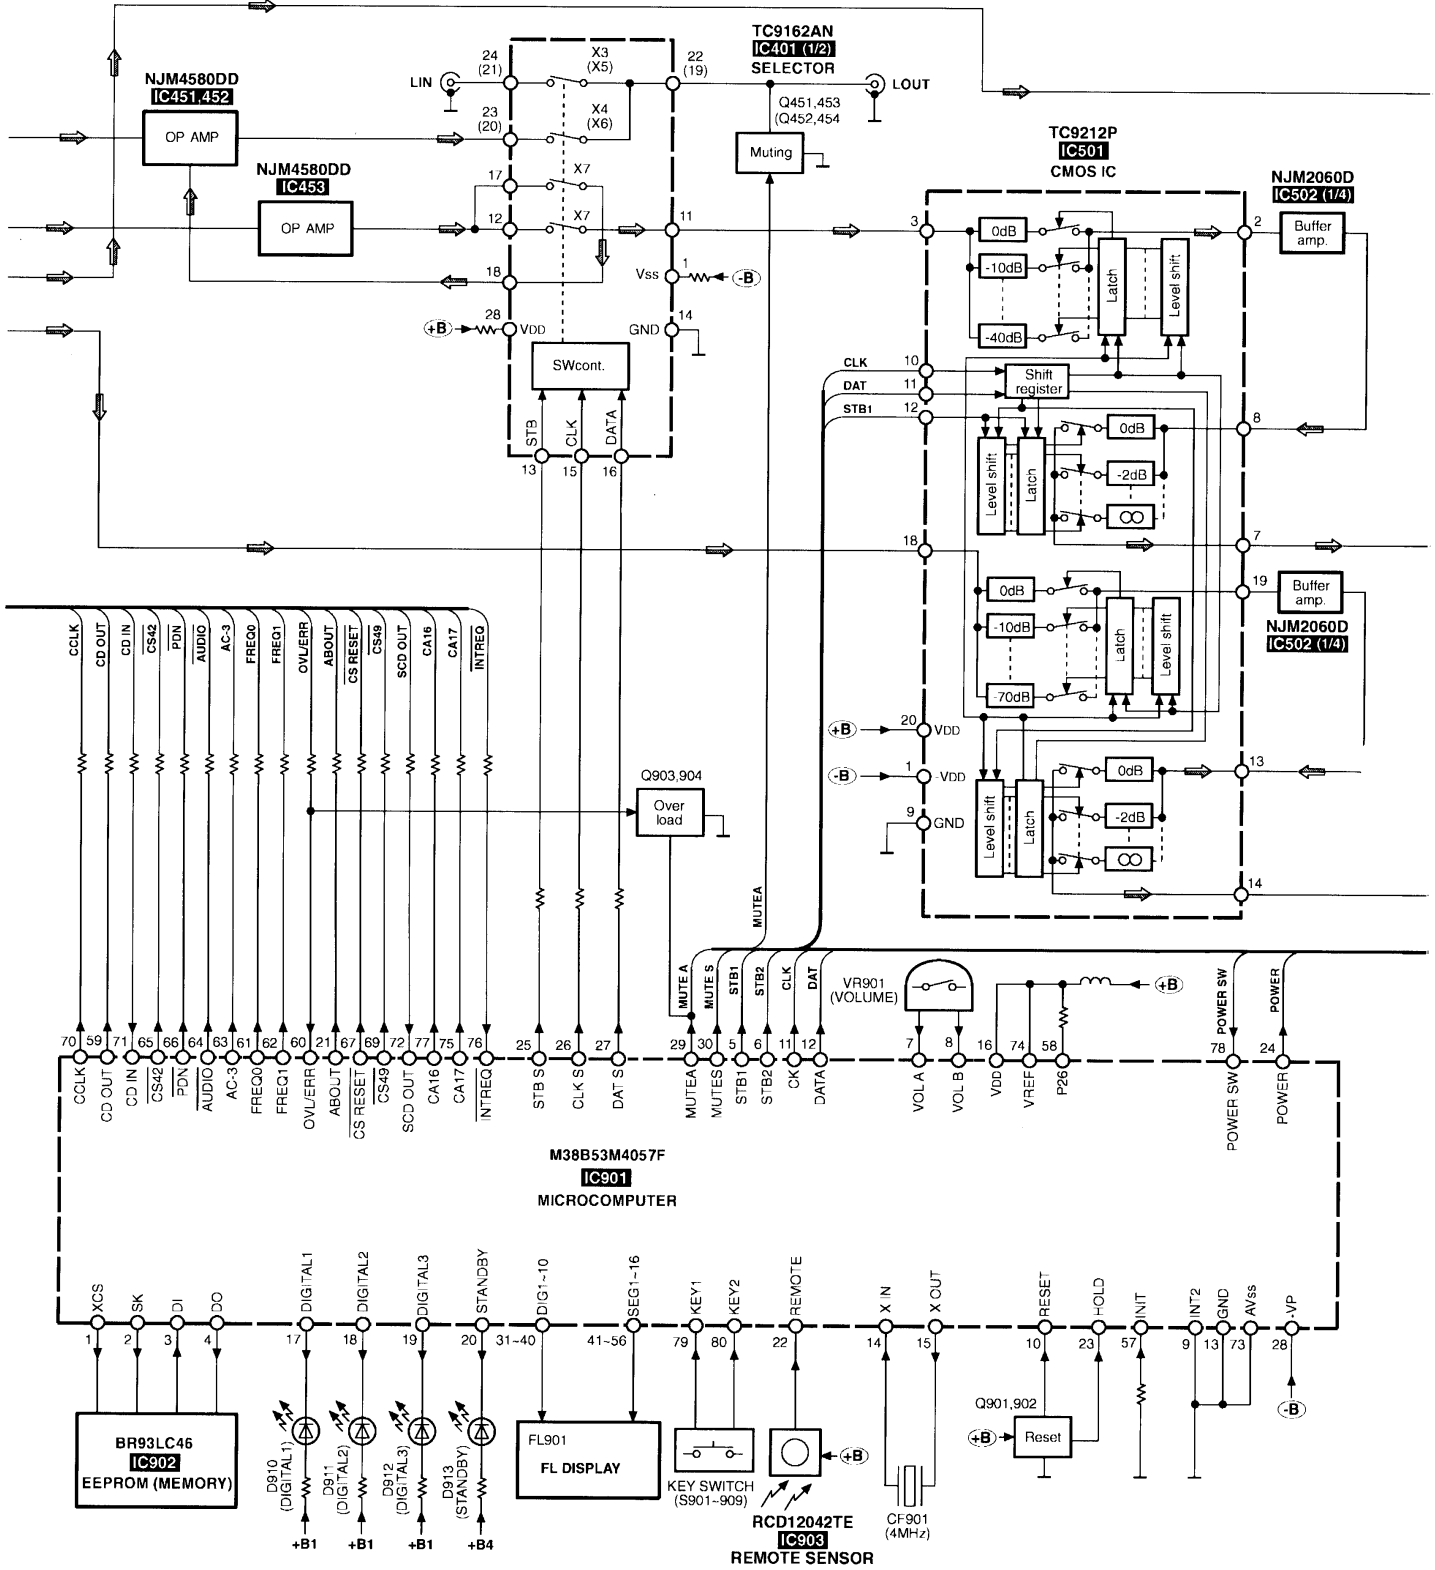 TC9162AN
IC401 (1/2)
SELECTOR
NJM4580DD
IC451,452
OP AMP
NJM4580DD
IC453
OP AMP
LIN
24
(21)
X3
(X5)
22
(19)
LOUT
23
(20)
X4
(X6)
Q451,453
(Q452,454
Muting
17
X7
12
X7
11
18
Vss
1
-B
+B
28
VDD
GND
14
SWcont.
STB
CLK
DATA
13
15
16
TC9212P
IC501
CMOS IC
NJM2060D
IC502 (1/4)
Buffer
amp.
3
0dB
-10dB
-40dB
Latch
Level shift
2
CLK
10
DAT
11
STB1
12
Shift
register
Level shift
Latch
0dB
-2dB
∞
8
7
18
0dB
-10dB
-70dB
Latch
Level shift
19
Buffer
amp.
NJM2060D
IC502 (1/4)
+B
20
VDD
-B
1
-VDD
9
GND
Level shift
Latch
0dB
-2dB
∞
13
14
CCLK
CD OUT
CD IN
CS42
PDN
AUDIO
AC-3
FREQ0
FREQ1
OVL/ERR
ABOUT
CS RESET
CS49
SCD OUT
CA16
CA17
INTREQ
Q903,904
Over
load
MUTEA
MUTE A
MUTE S
STB1
STB2
CLK
DAT
VR901
(VOLUME)
+B
POWER SW
POWER
70
59
71
65
66
64
63
61
62
60
21
67
69
72
77
75
76
25
26
27
29
30
5
6
11
12
7
8
16
74
58
78
24
CCLK
CD OUT
CD IN
CS42
PDN
AUDIO
AC-3
FREQ0
FREQ1
OVL/ERR
ABOUT
CS RESET
CS49
SCD OUT
CA16
CA17
INTREQ
STB S
CLK S
DAT S
MUTEA
MUTES
STB1
STB2
CK
DATA
VOL A
VOL B
VDD
VREF
P26
POWER SW
POWER
M38B53M4057F
IC901
MICROCOMPUTER
XCS
SK
DI
DO
DIGITAL1
DIGITAL2
DIGITAL3
STANDBY
DIG1~10
SEG1~16
KEY1
KEY2
REMOTE
X IN
X OUT
RESET
HOLD
INIT
INT2
GND
AVss
-VP
1
2
3
4
17
18
19
20
31~40
41~56
79
80
22
14
15
10
23
57
9
13
73
28
BR93LC46
IC902
EEPROM (MEMORY)
D910
(DIGITAL1)
D911
(DIGITAL2)
D912
(DIGITAL3)
D913
(STANDBY)
+B1
+B1
+B1
+B4
FL901
FL DISPLAY
KEY SWITCH
(S901~909)
+B
RCD12042TE
IC903
REMOTE SENSOR
CF901
(4MHz)
Q901,902
+B
Reset
-B